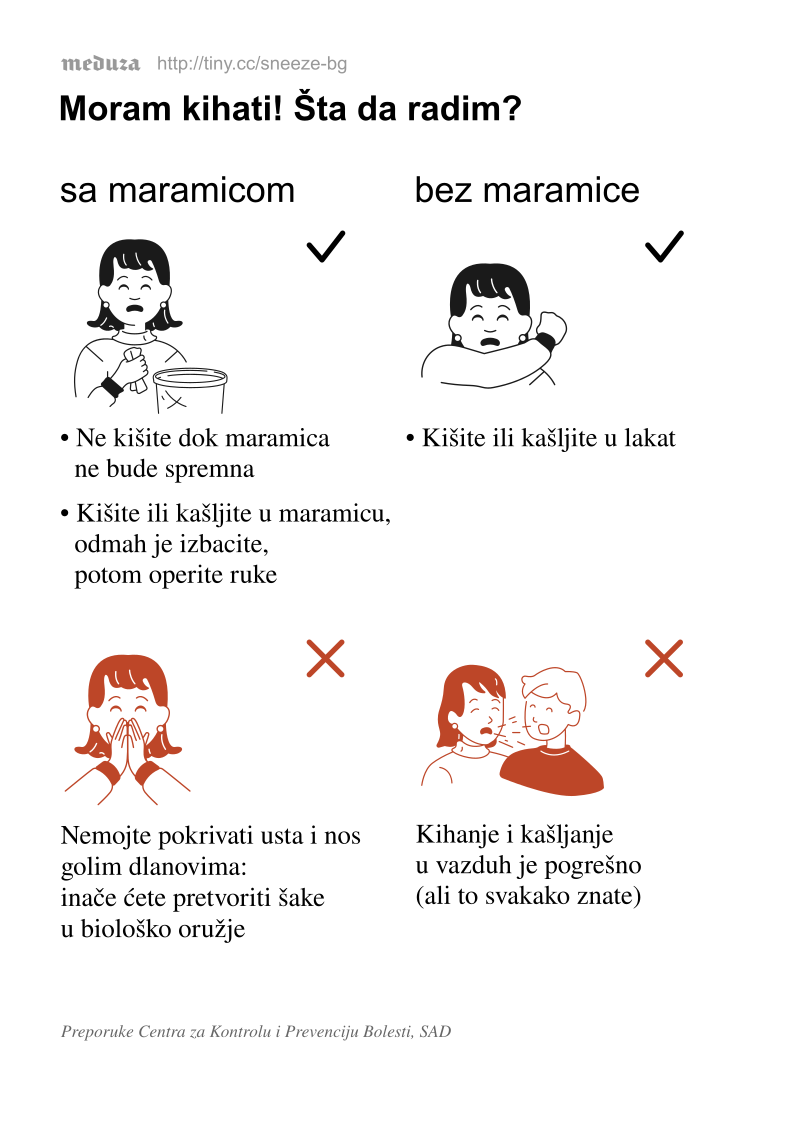 meduza http://tiny.cc/sneeze-bg
Moram kihati! Šta da radim?
sa maramicom
• Ne kišite dok maramica
ne bude spremna
• Kišite ili kašljite u maramicu,
odmah je izbacite,
potom operite ruke
bez maramice
• Kišite ili kašljite u lakat
Nemojte pokrivati usta i nos
golim dlanovima:
inače ćete pretvoriti šake
u biološko oružje
Kihanje i kašljanje
u vazduh je pogrešno
(ali to svakako znate)
Preporuke Centra za Kontrolu i Prevenciju Bolesti, SAD